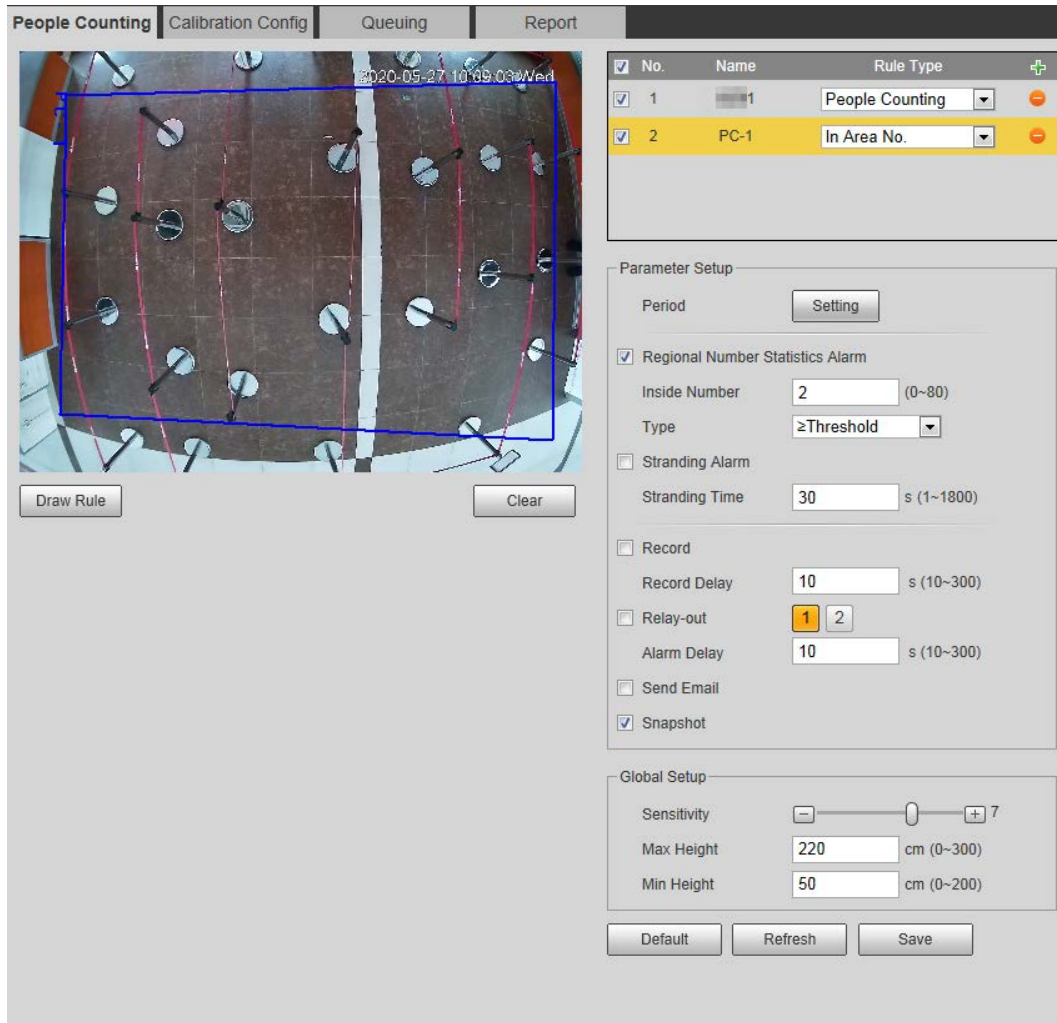 People Counting Calibration Config Queuing Report
2020-05-27 10:09:03 Wed
No. Name Rule Type
1 1 People Counting
2 PC-1 In Area No.
Draw Rule Clear
Parameter Setup
Period Setting
Regional Number Statistics Alarm
Inside Number 2 (0~80)
Type ≥Threshold
Stranding Alarm
Stranding Time 30 s (1~1800)
Record
Record Delay 10 s (10~300)
Relay-out 1 2
Alarm Delay 10 s (10~300)
Send Email
Snapshot
Global Setup
Sensitivity 7
Max Height 220 cm (0~300)
Min Height 50 cm (0~200)
Default Refresh Save